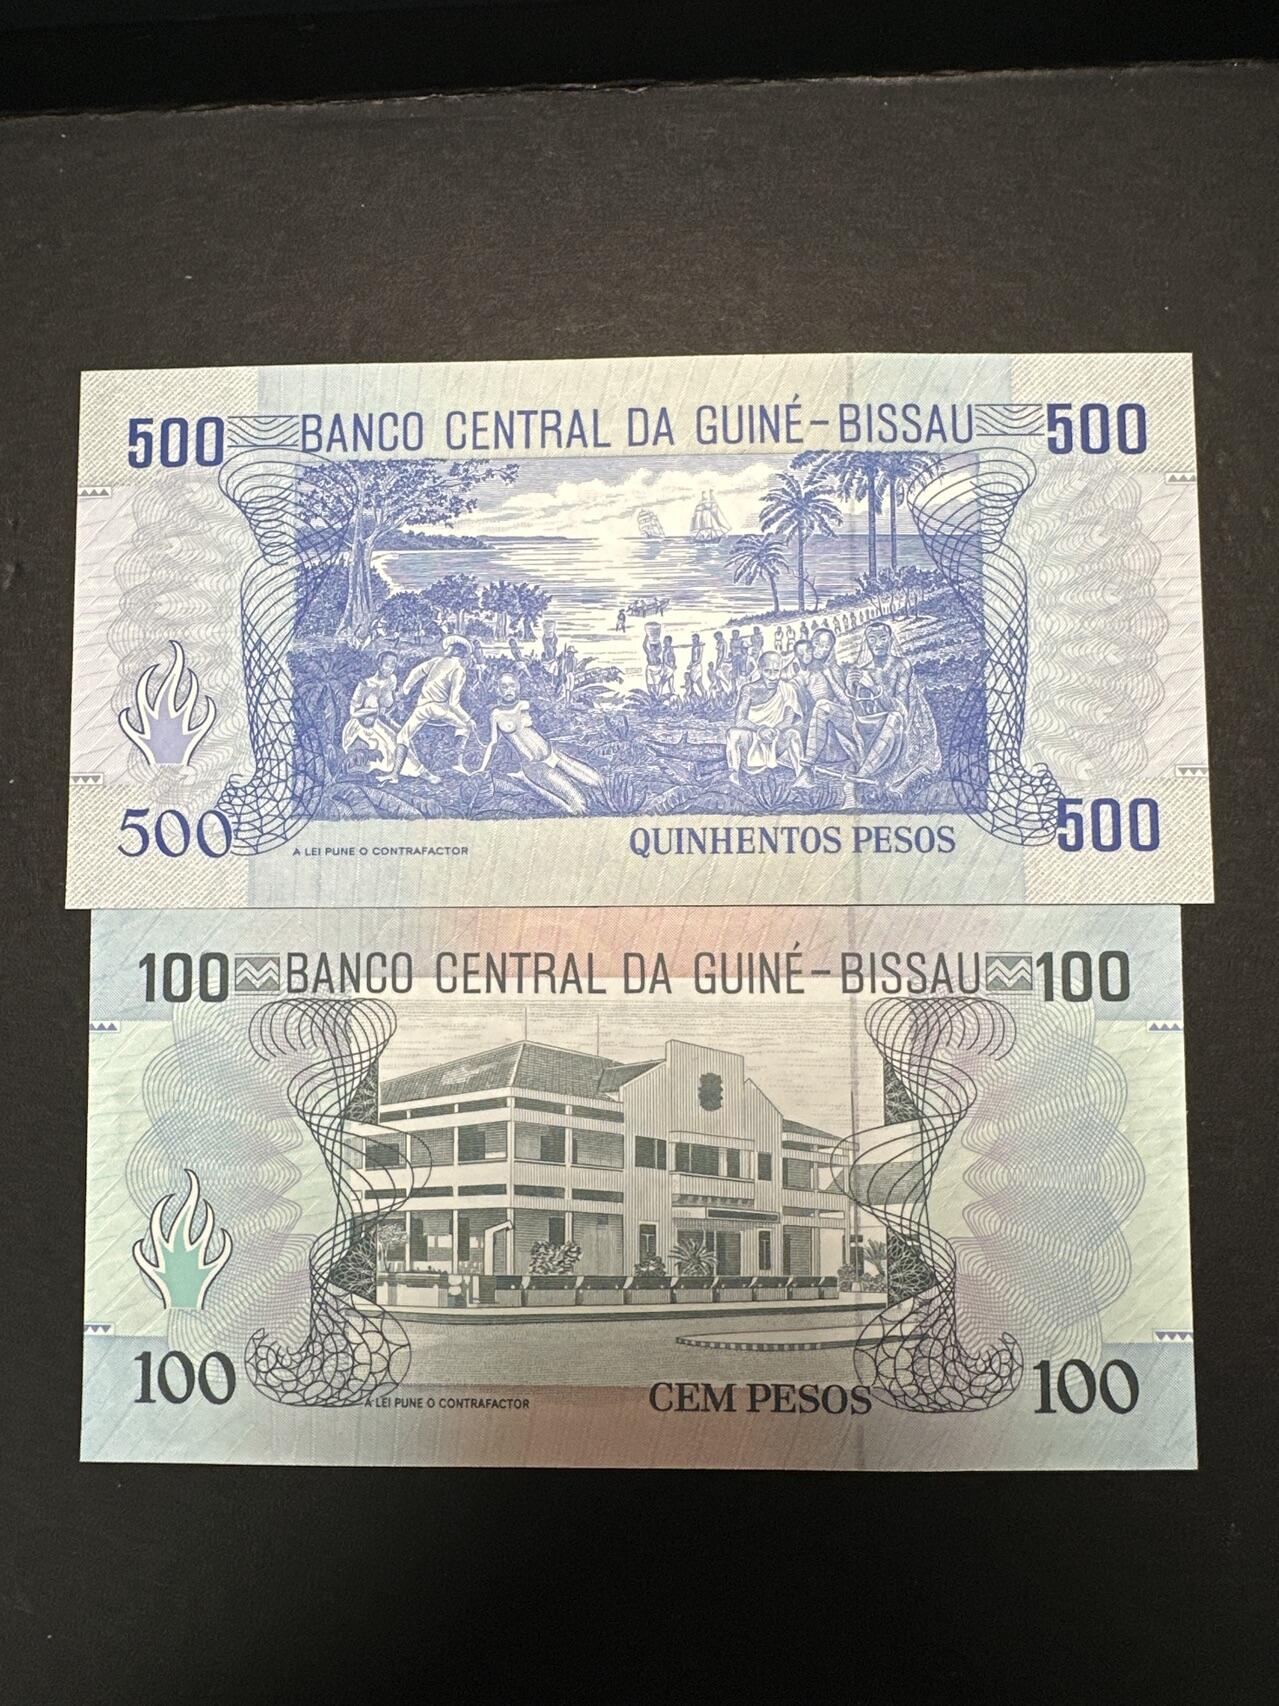 500 BANCO CENTRAL DA GUINÉ-BISSAU 500
500 A LEI PUNE O CONTRAFACTOR QUINHENTOS PESOS 500
100 BANCO CENTRAL DA GUINÉ-BISSAU 100
100 A LEI PUNE O CONTRAFACTOR CEM PESOS 100